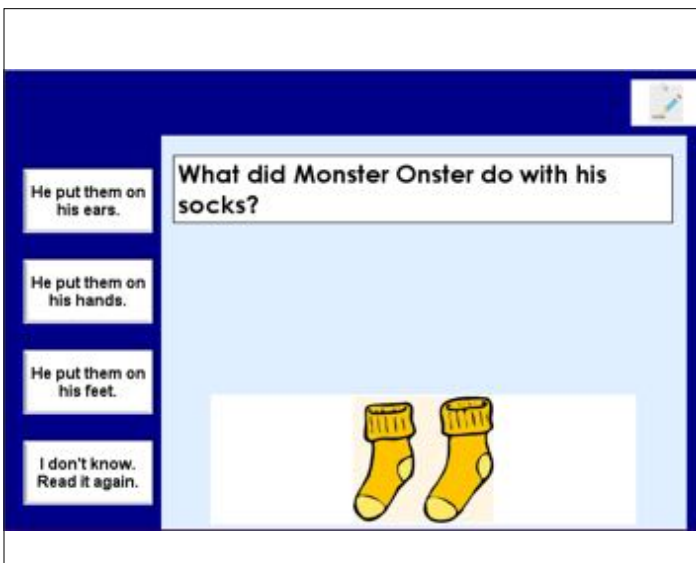 What did Monster Onster do with his
socks?
He put them on
his ears.
He put them on
his hands.
He put them on
his feet.
I don't know.
Read it again.